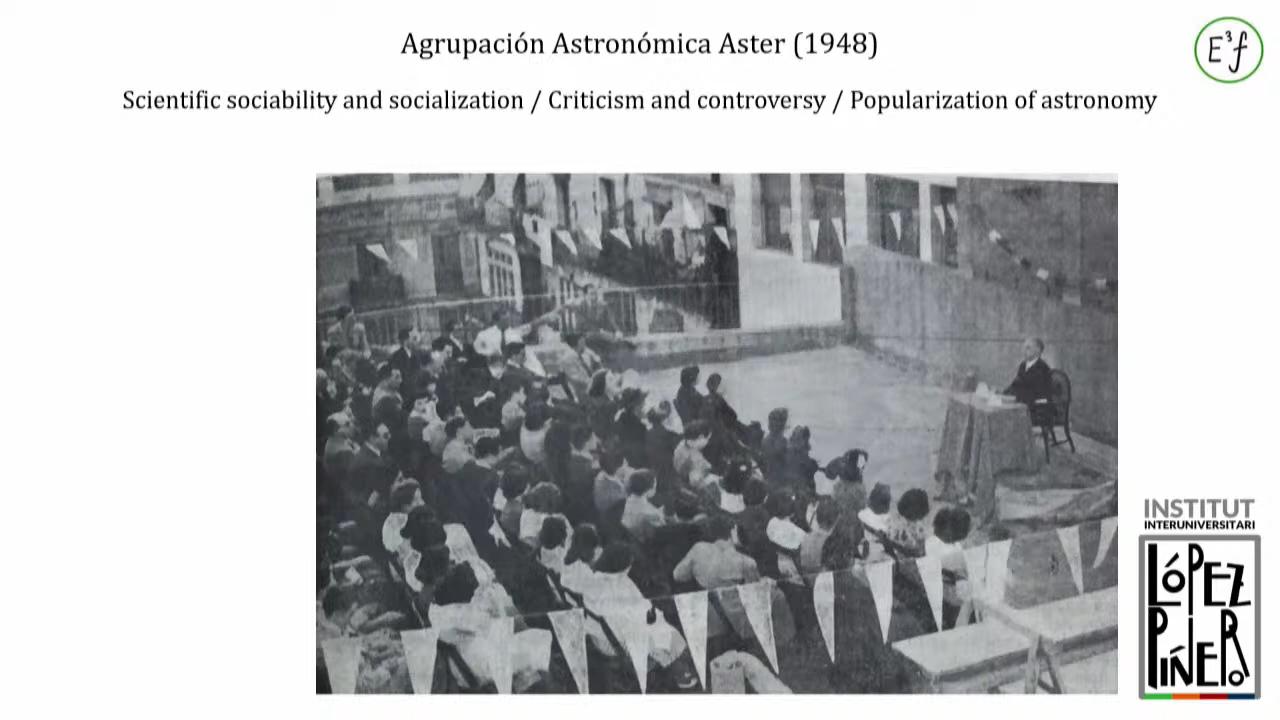 Agrupación Astronómica Aster (1948)
E³f
Scientific sociability and socialization / Criticism and controversy / Popularization of astronomy
INSTITUT
INTERUNIVERSITARI
LÓPEZ
PIÑERO